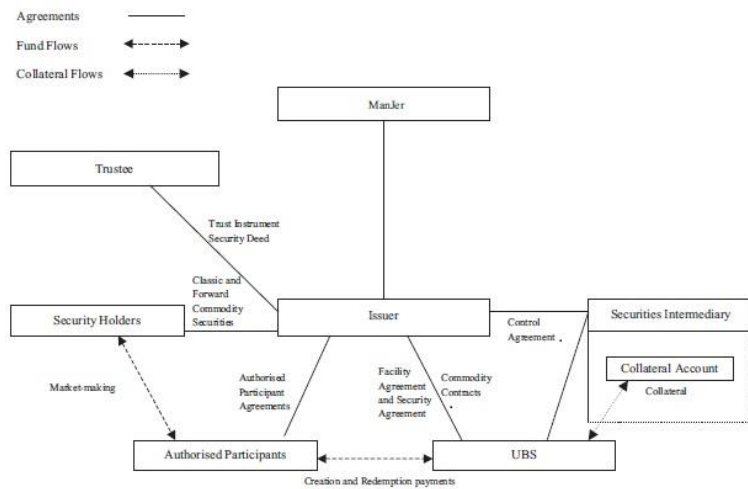 Agreements
Fund Flows
Collateral Flows
ManJer
Trustee
Trust Instrument
Security Deed
Classic and
Forward
Commodity
Securities
Security Holders
Issuer
Securities Intermediary
Control
Agreement
Collateral Account
Collateral
Market-making
Authorised
Participant
Agreements
Facility
Agreement
and Security
Agreement
Commodity
Contracts
Authorised Participants
UBS
Creation and Redemption payments